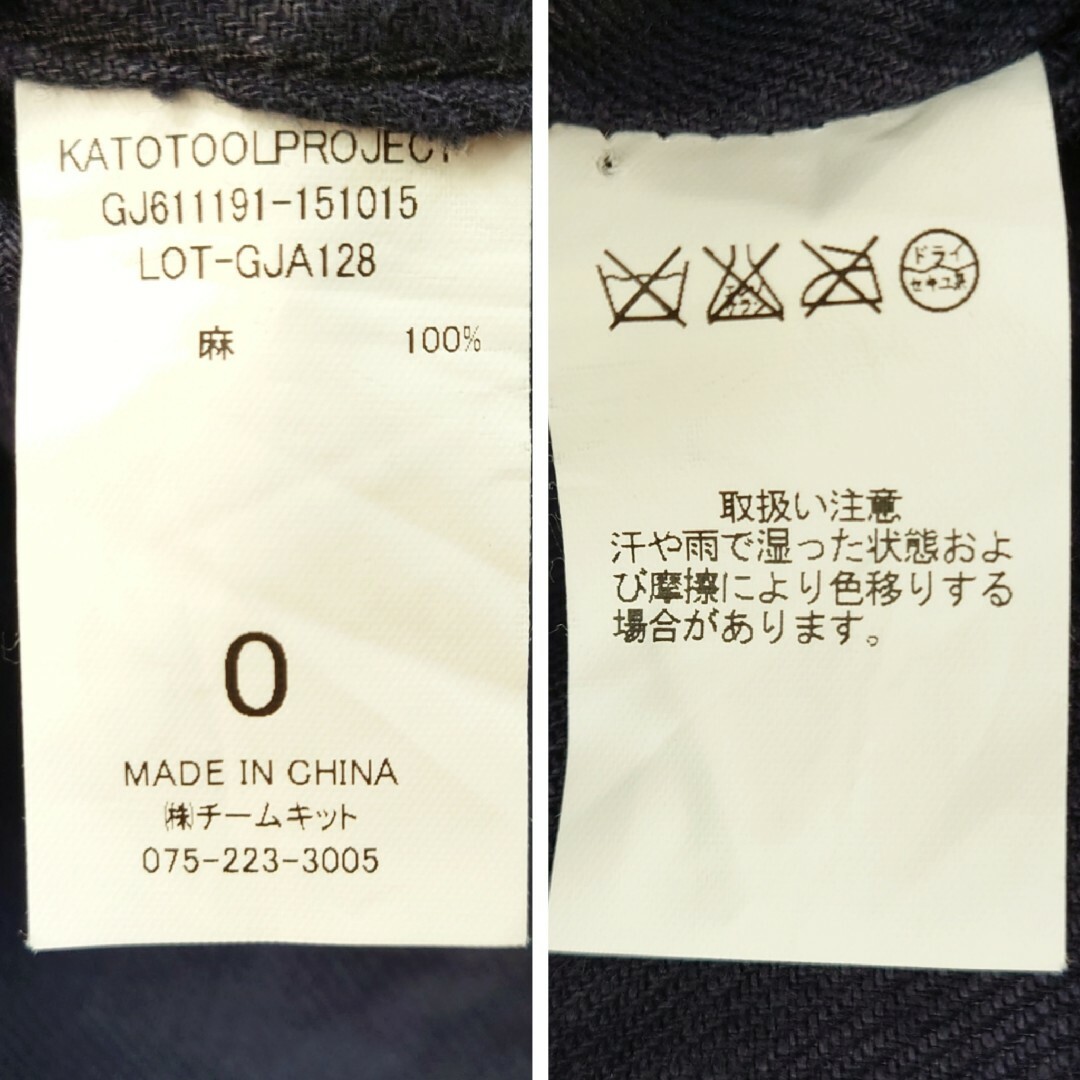 KATOTOOLPROJECT
GJ611191-151015
LOT-GJA128
麻 100%
0
MADE IN CHINA
㈱チームキット
075-223-3005
ドライ
セキユ系
取扱い注意
汗や雨で湿った状態およ
び摩擦により色移りする
場合があります。